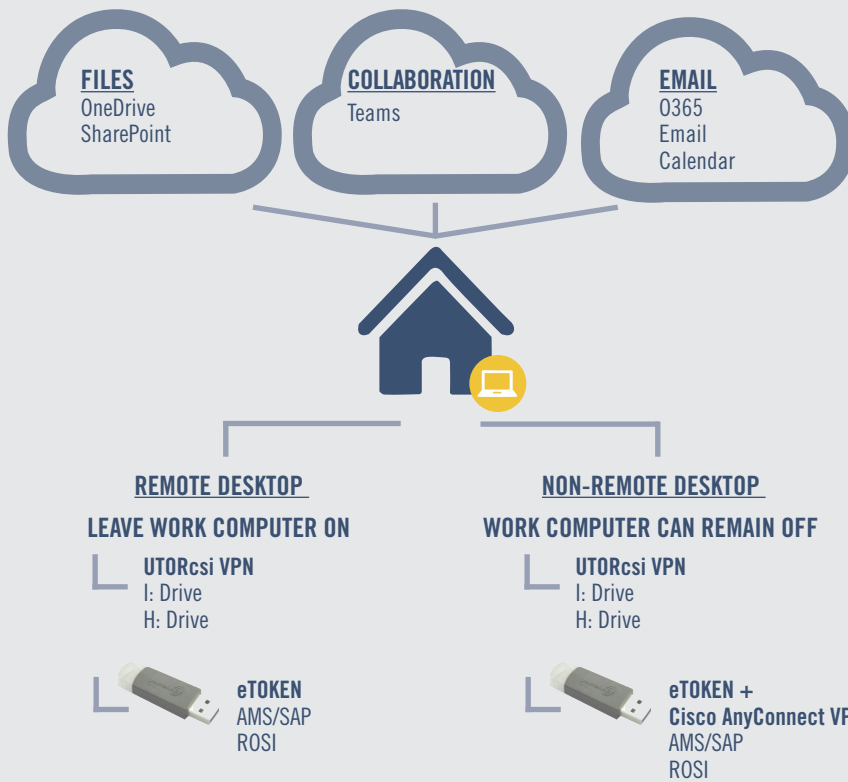 FILES
OneDrive
SharePoint
COLLABORATION
Teams
EMAIL
O365
Email
Calendar
REMOTE DESKTOP
LEAVE WORK COMPUTER ON
UTORcsi VPN
I: Drive
H: Drive
eTOKEN
AMS/SAP
ROSI
NON-REMOTE DESKTOP
WORK COMPUTER CAN REMAIN OFF
UTORcsi VPN
I: Drive
H: Drive
eTOKEN +
Cisco AnyConnect VP
AMS/SAP
ROSI